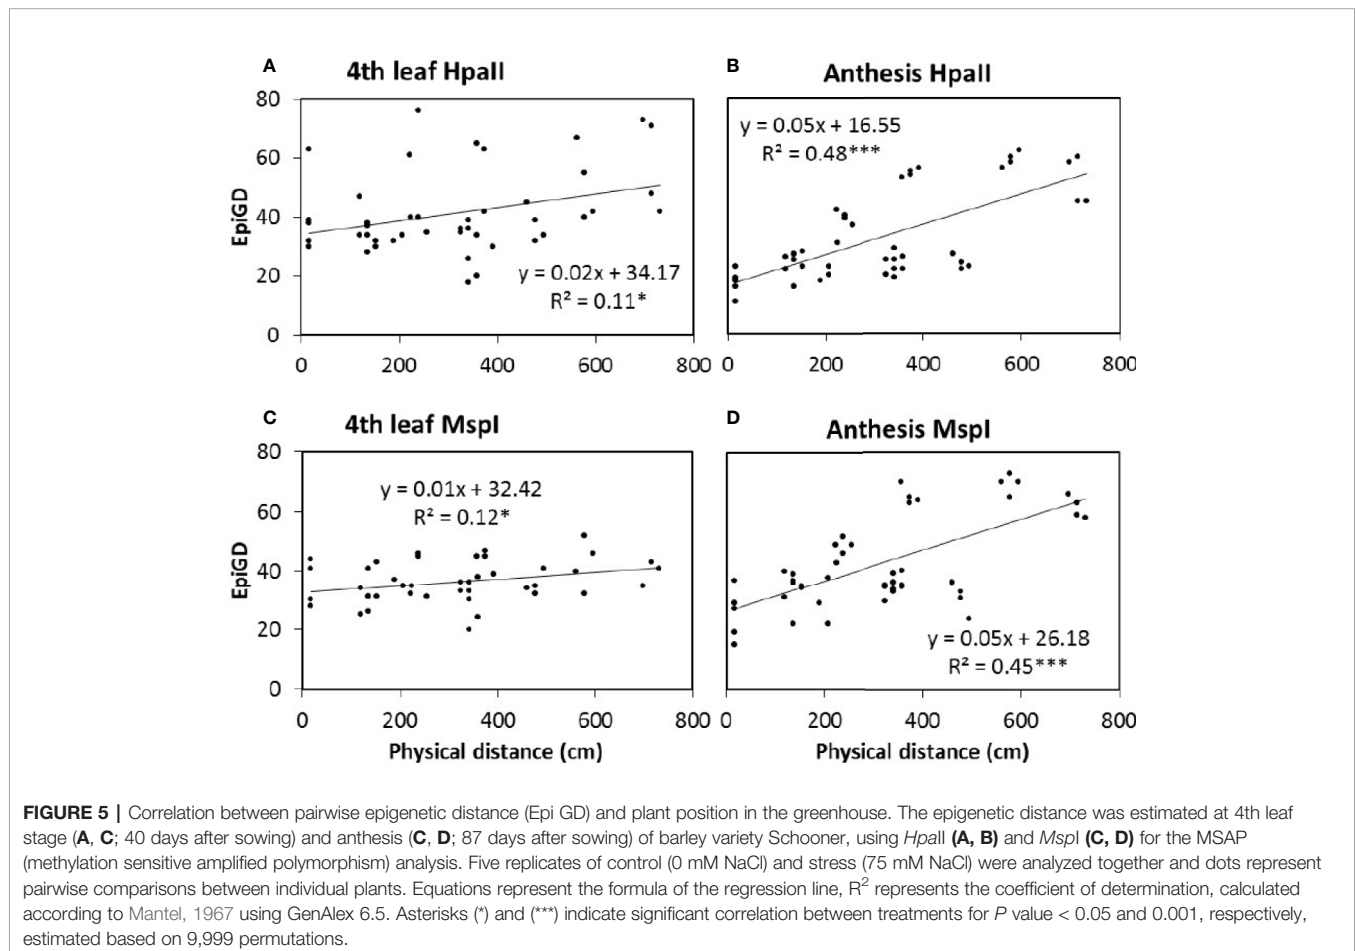 A
4th leaf HpaII
B
Anthesis HpaII
80
60
40
20
0
EpiGD
y = 0.02x + 34.17
R² = 0.11*
0 200 400 600 800
y = 0.05x + 16.55
R² = 0.48***
0 200 400 600 800
C
4th leaf MspI
D
Anthesis MspI
80
60
40
20
0
EpiGD
y = 0.01x + 32.42
R² = 0.12*
0 200 400 600 800
Physical distance (cm)
y = 0.05x + 26.18
R² = 0.45***
0 200 400 600 800
Physical distance (cm)
FIGURE 5 | Correlation between pairwise epigenetic distance (Epi GD) and plant position in the greenhouse. The epigenetic distance was estimated at 4th leaf
stage (A, C; 40 days after sowing) and anthesis (C, D; 87 days after sowing) of barley variety Schooner, using HpaII (A, B) and MspI (C, D) for the MSAP
(methylation sensitive amplified polymorphism) analysis. Five replicates of control (0 mM NaCl) and stress (75 mM NaCl) were analyzed together and dots represent
pairwise comparisons between individual plants. Equations represent the formula of the regression line, R² represents the coefficient of determination, calculated
according to Mantel, 1967 using GenAlex 6.5. Asterisks (*) and (***) indicate significant correlation between treatments for P value < 0.05 and 0.001, respectively,
estimated based on 9,999 permutations.